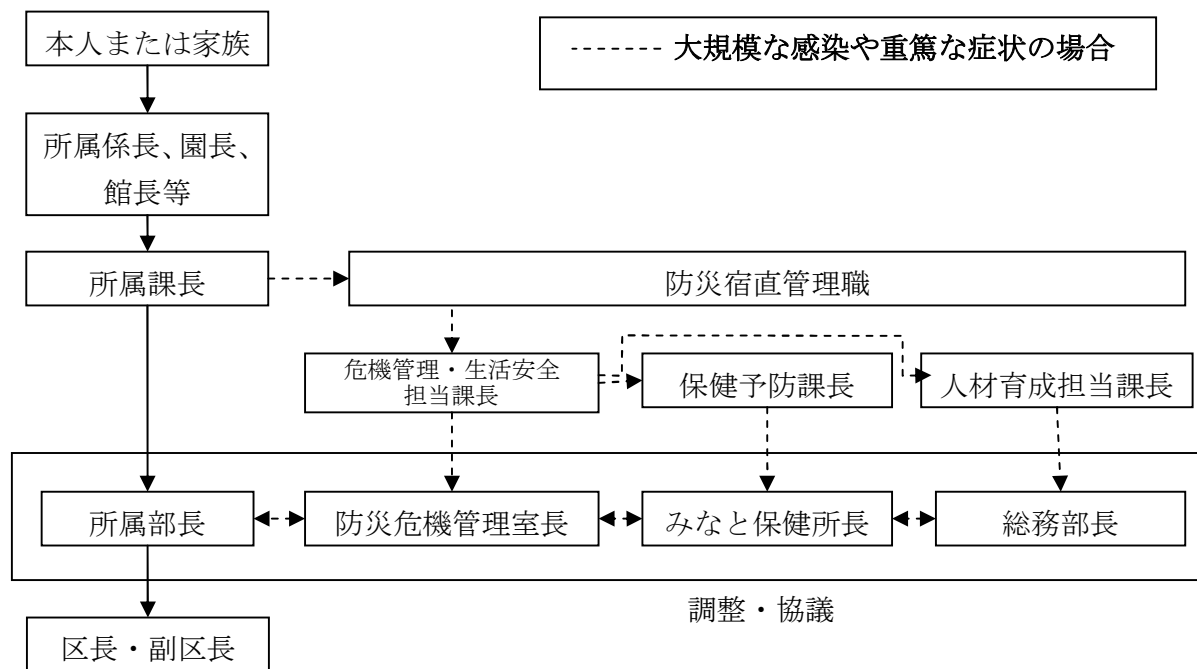 本人または家族
大規模な感染や重篤な症状の場合
所属係長、園長、
館長等
所属課長
防災宿直管理職
危機管理・生活安全
担当課長
保健予防課長
人材育成担当課長
所属部長
防災危機管理室長
みなと保健所長
総務部長
調整・協議
区長・副区長